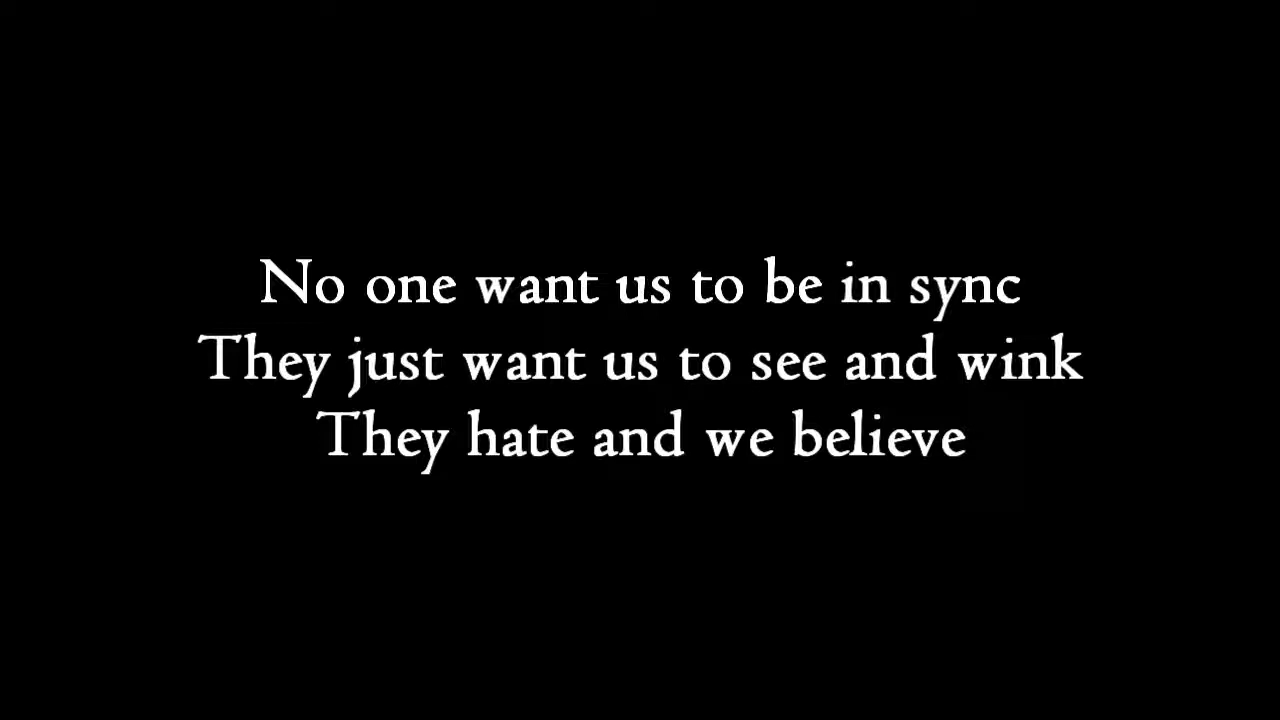 No one want us to be in sync
They just want us to see and wink
They hate and we believe